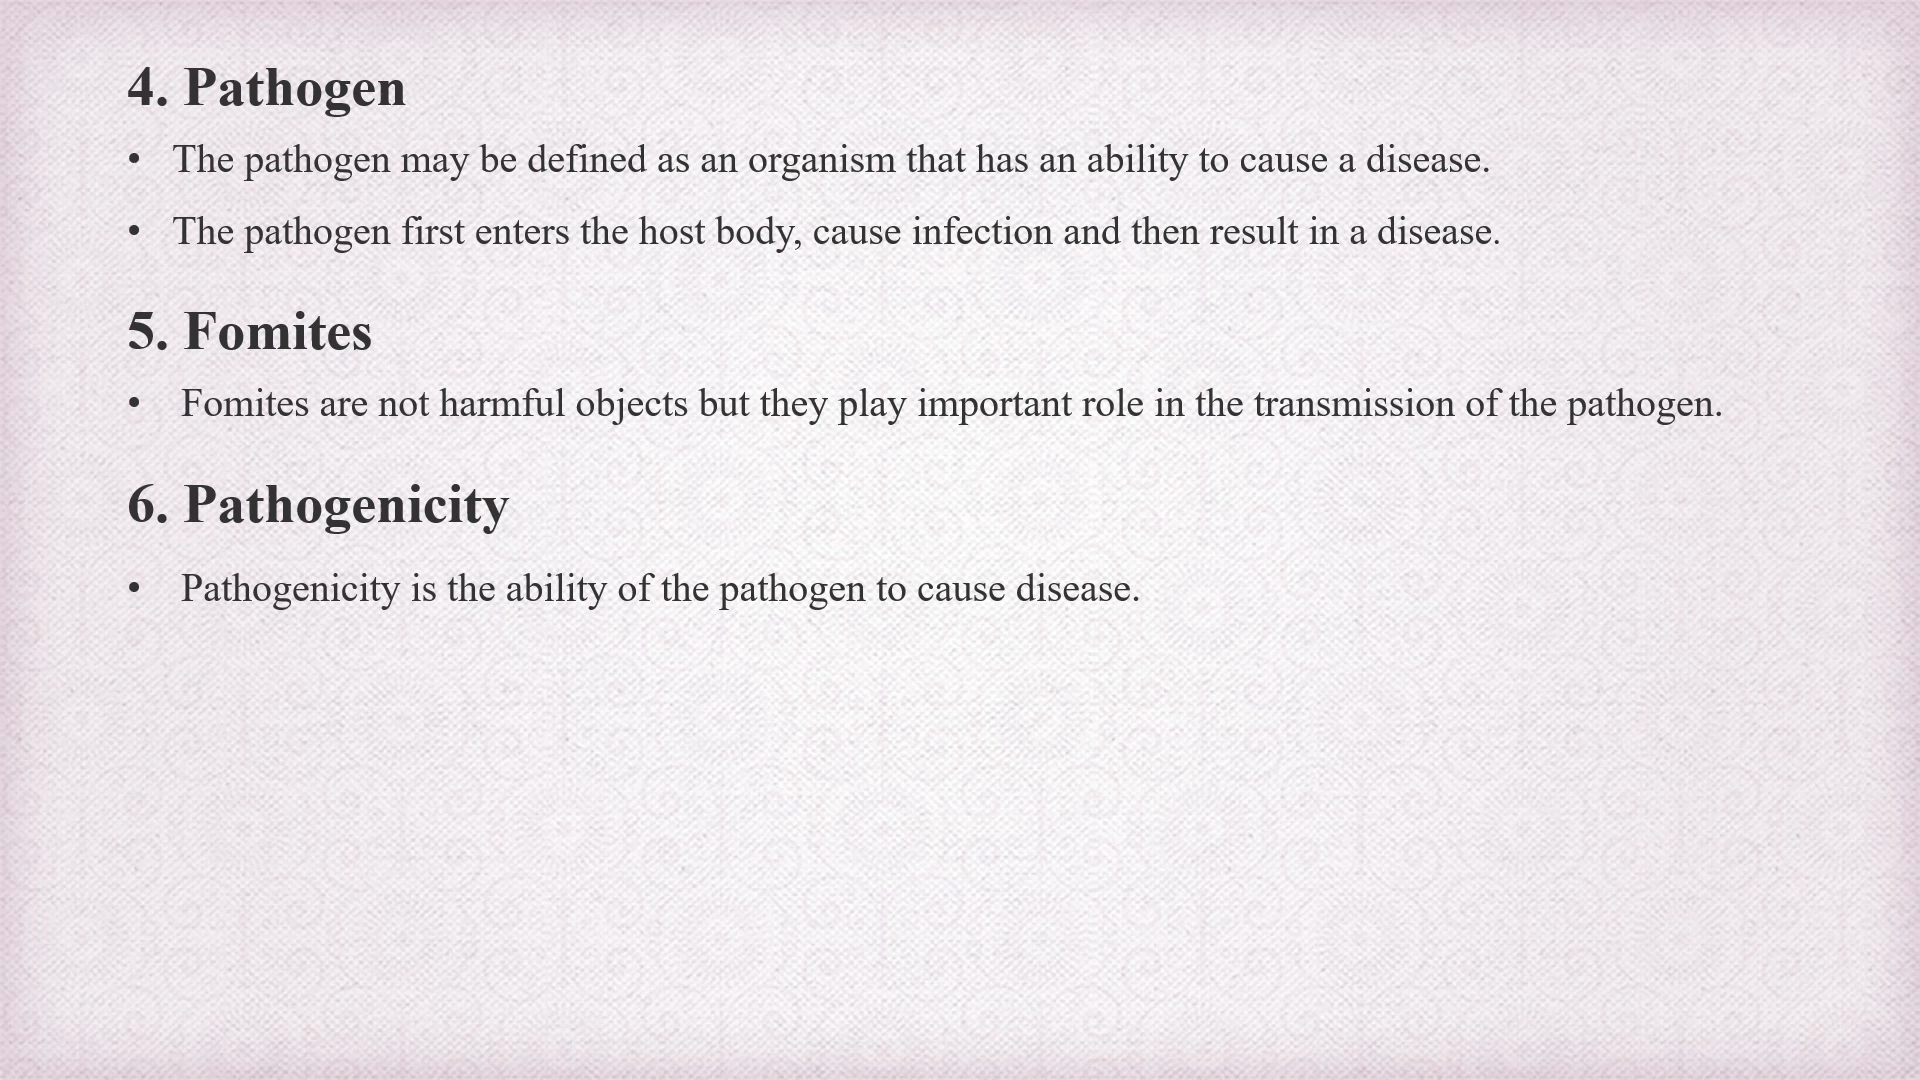 4. Pathogen
• The pathogen may be defined as an organism that has an ability to cause a disease.
• The pathogen first enters the host body, cause infection and then result in a disease.
5. Fomites
• Fomites are not harmful objects but they play important role in the transmission of the pathogen.
6. Pathogenicity
• Pathogenicity is the ability of the pathogen to cause disease.